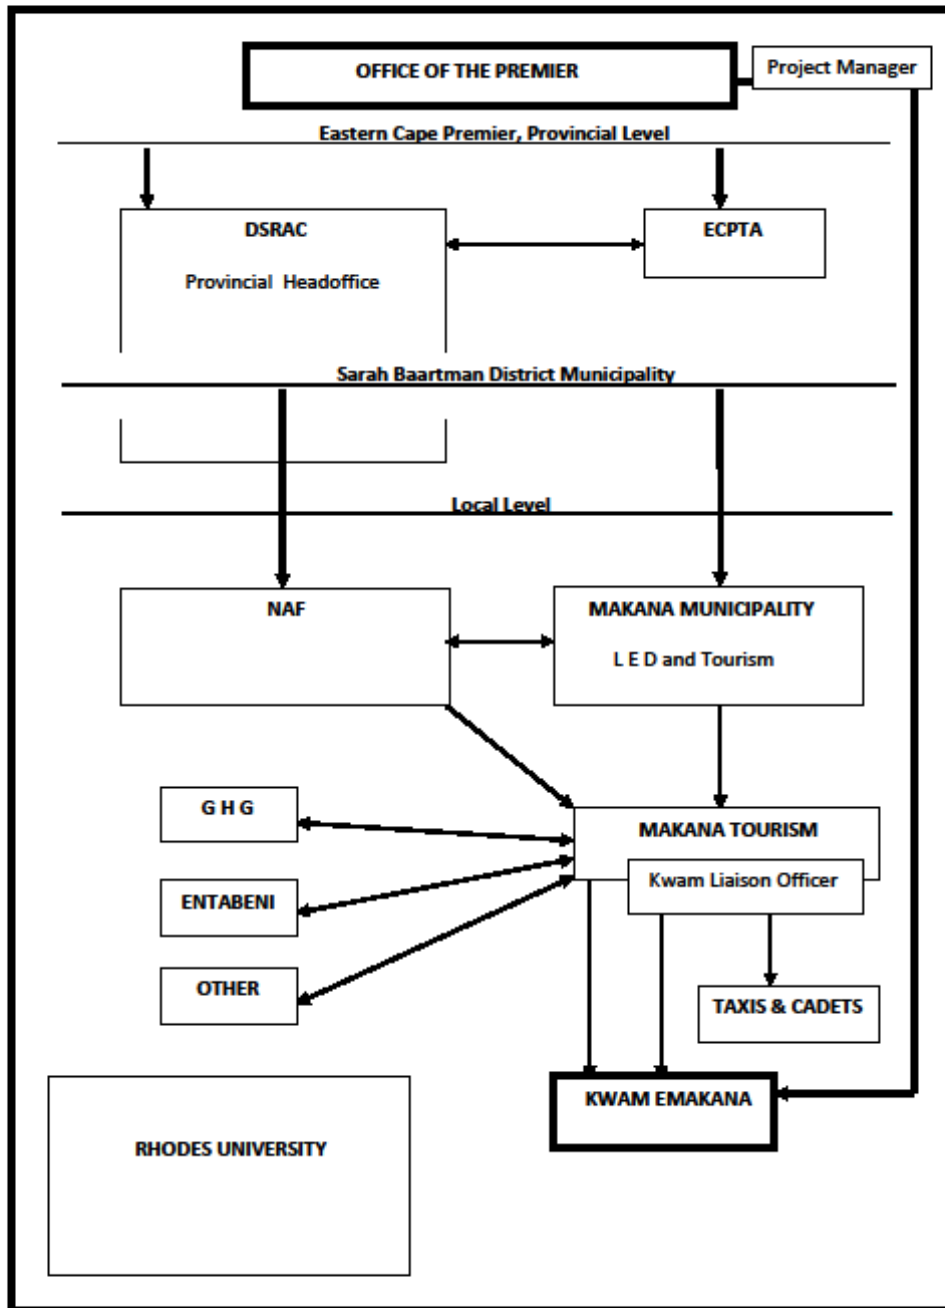 OFFICE OF THE PREMIER
Project Manager
Eastern Cape Premier, Provincial Level
DSRAC
Provincial Headoffice
ECPTA
Sarah Baartman District Municipality
Local Level
NAF
MAKANA MUNICIPALITY
L E D and Tourism
G H G
MAKANA TOURISM
Kwam Liaison Officer
ENTABENI
OTHER
TAXIS & CADETS
KWAM EMAKANA
RHODES UNIVERSITY